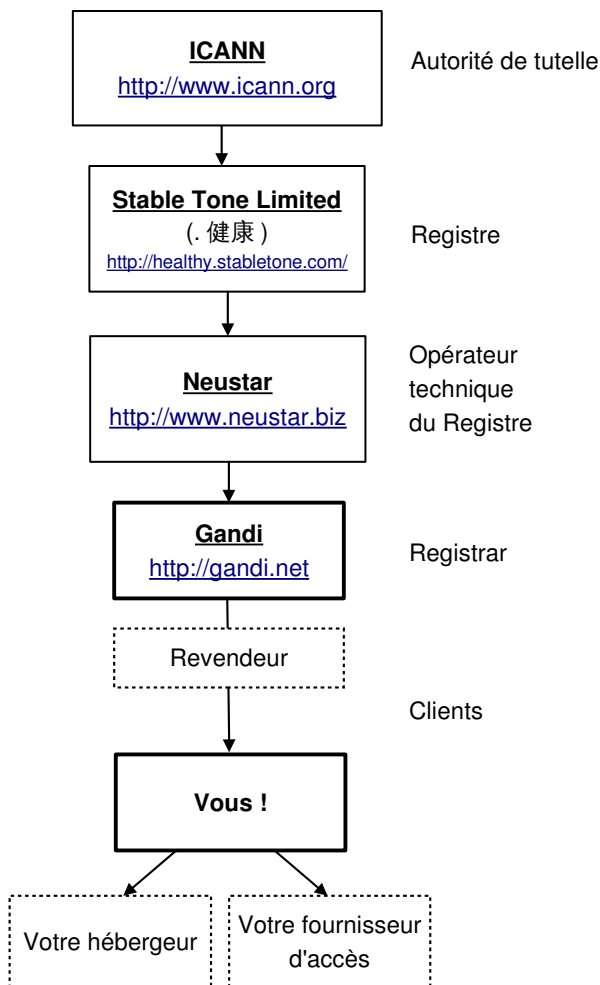 ICANN
http://www.icann.org
Autorité de tutelle
Stable Tone Limited
(. 健康 )
http://healthy.stabletone.com/
Registre
Neustar
http://www.neustar.biz
Opérateur
technique
du Registre
Gandi
http://gandi.net
Registrar
Revendeur
Clients
Vous !
Votre hébergeur
Votre fournisseur
d'accès